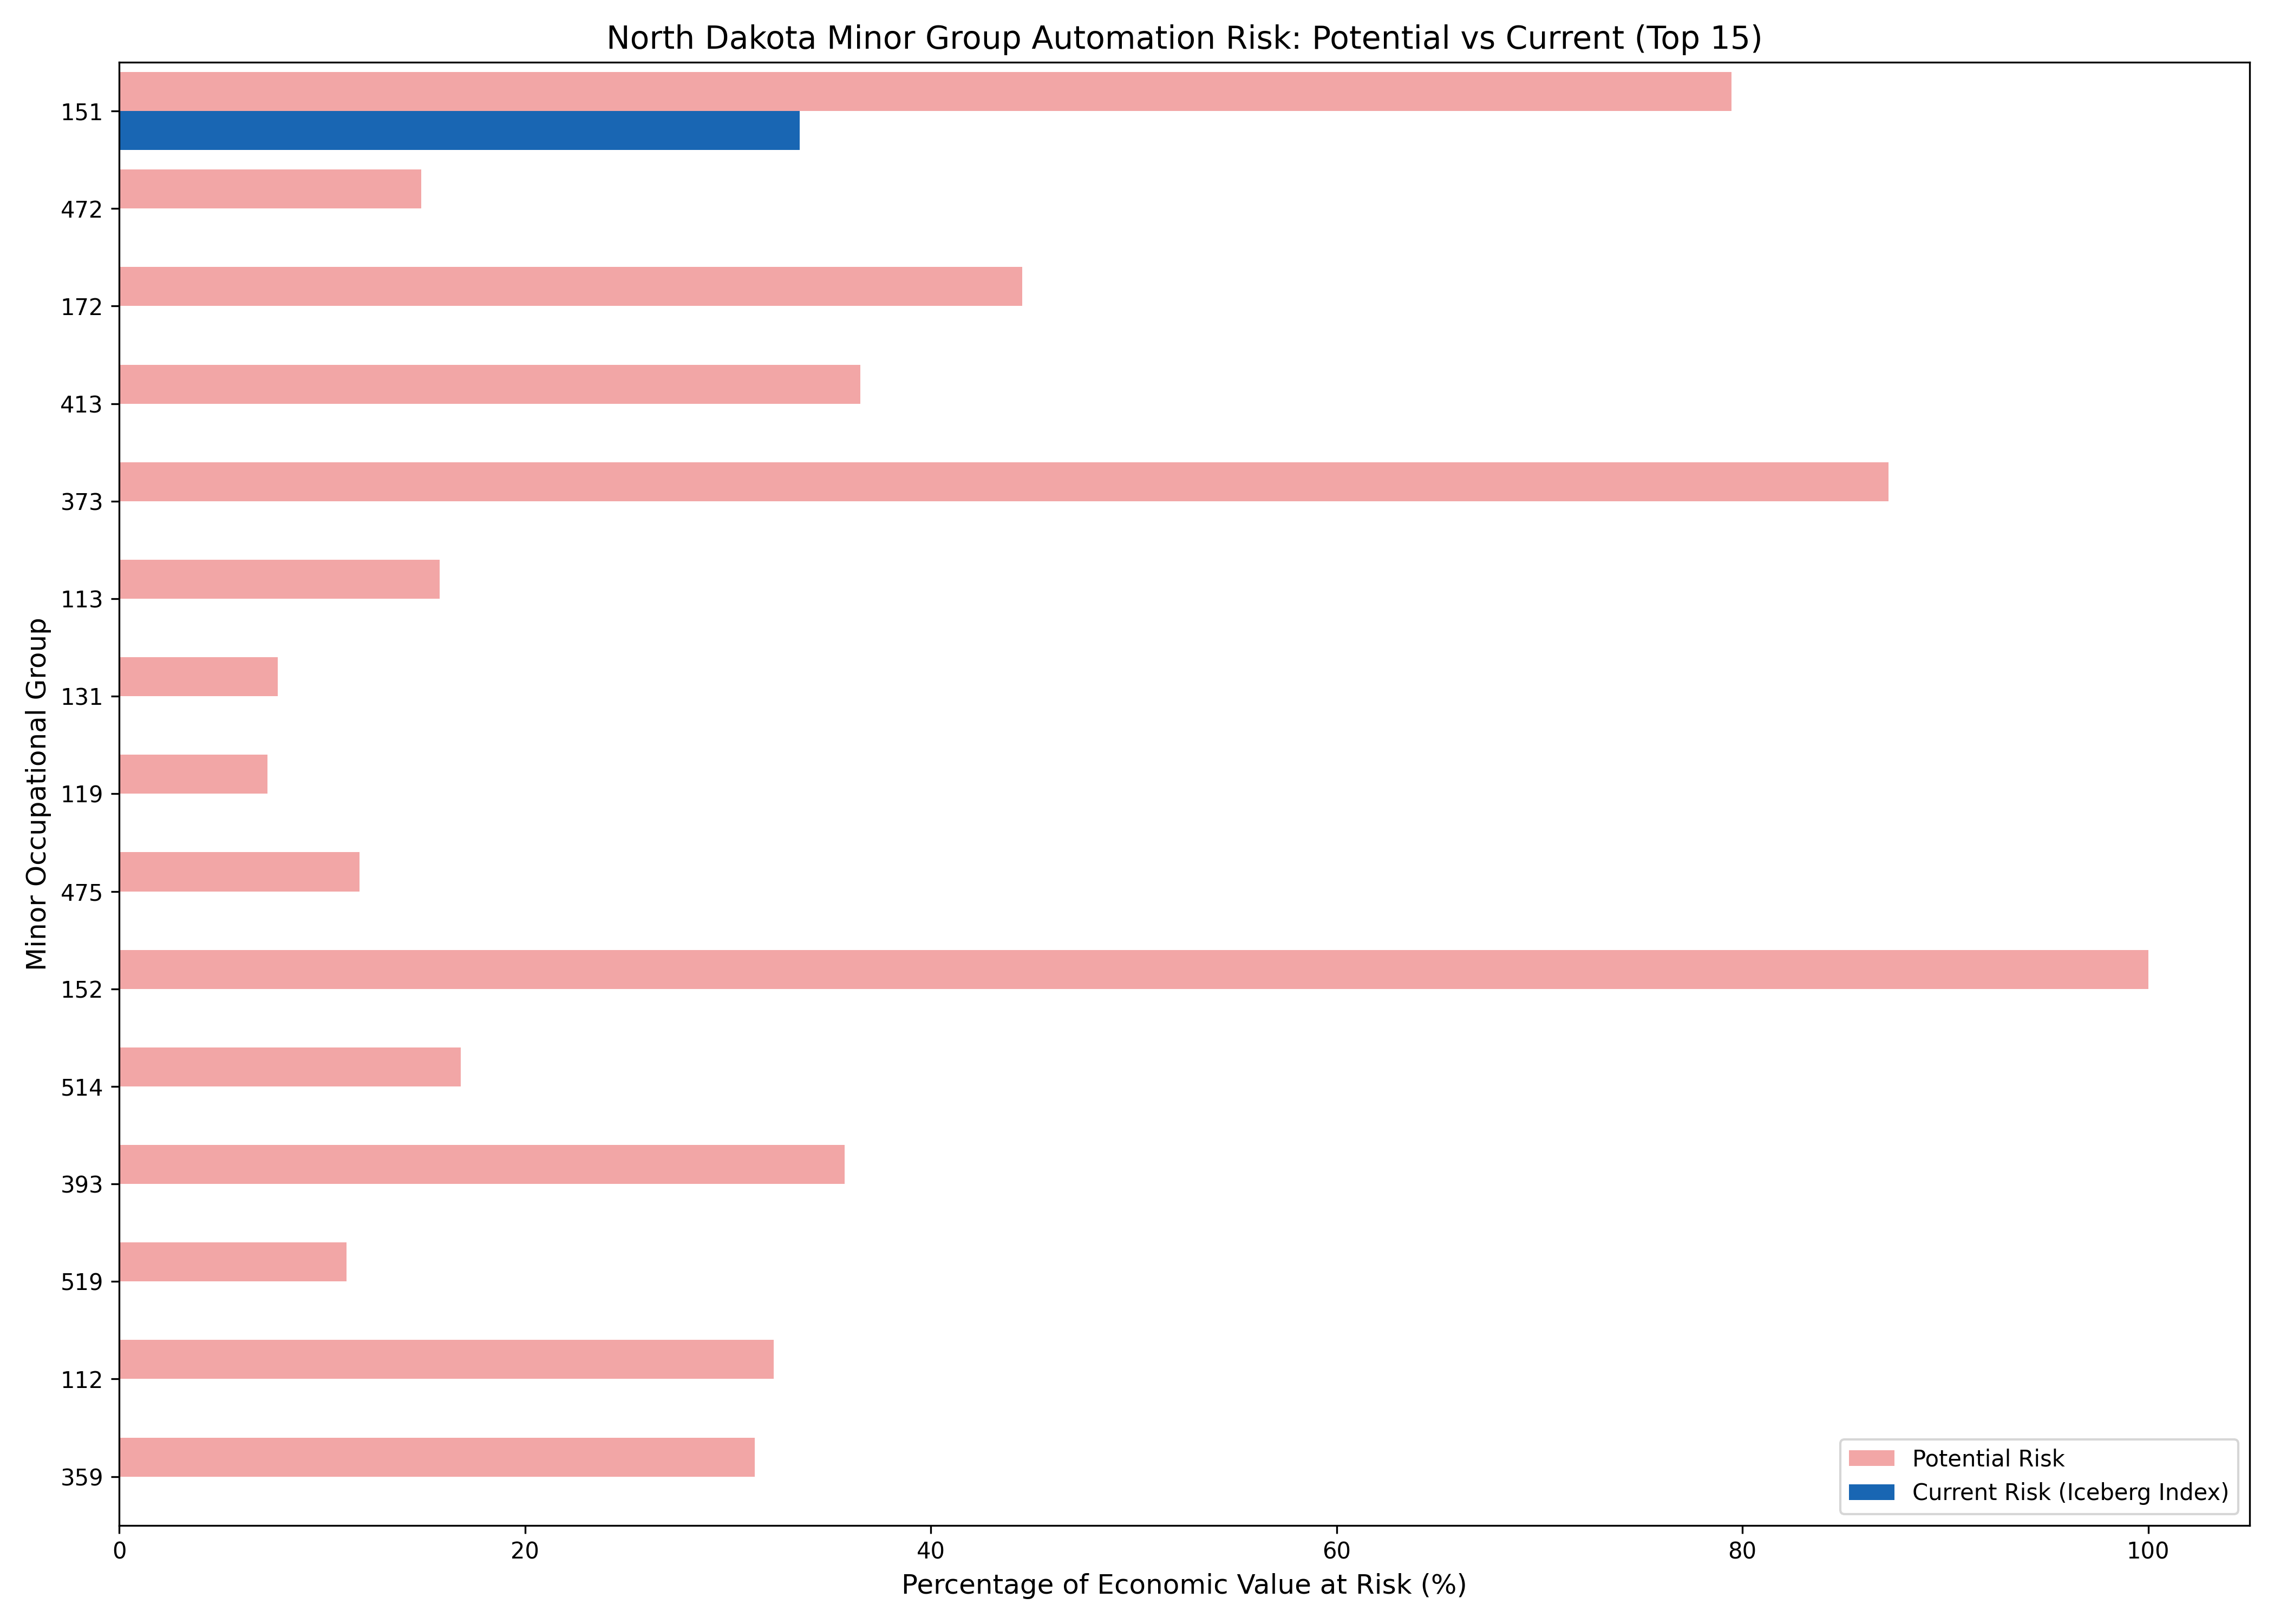 North Dakota Minor Group Automation Risk: Potential vs Current (Top 15)
Minor Occupational Group
151
472
172
413
373
113
131
119
475
152
514
393
519
112
359
Potential Risk
Current Risk (Iceberg Index)
0 20 40 60 80 100
Percentage of Economic Value at Risk (%)